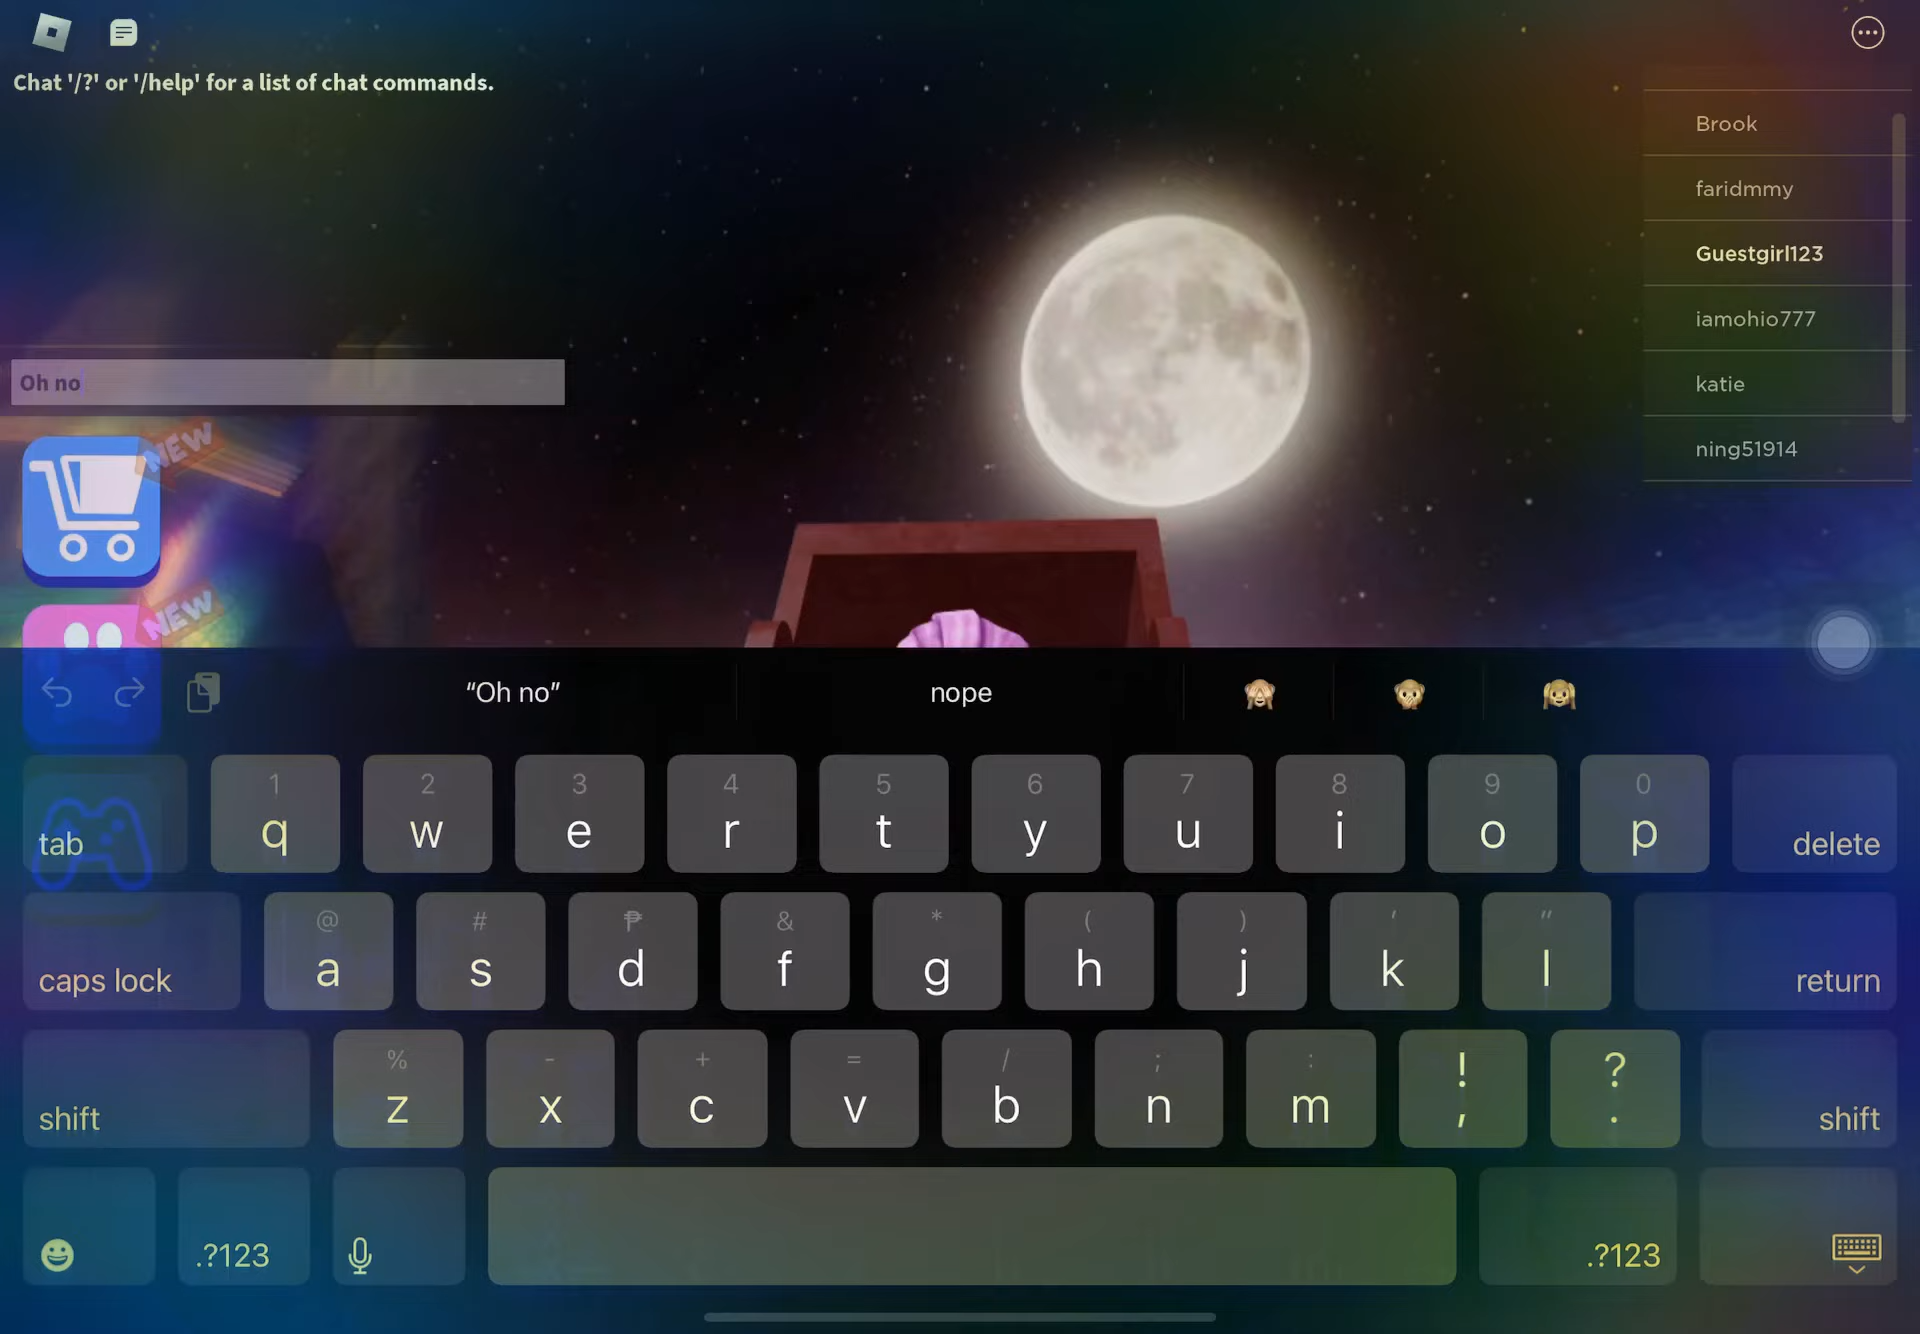 Chat '/?' or '/help' for a list of chat commands.
Brook
faridmmy
Guestgirl123
iamohio777
katie
ning51914
Oh no
NEW
NEW
“Oh no” nope
1 2 3 4 5 6 7 8 9 0
tab q w e r t y u i o p delete
@ # ₱ & * ( ) ' "
caps lock a s d f g h j k l return
% - + = / ; : ! ?
shift z x c v b n m , . shift
.?123 .?123